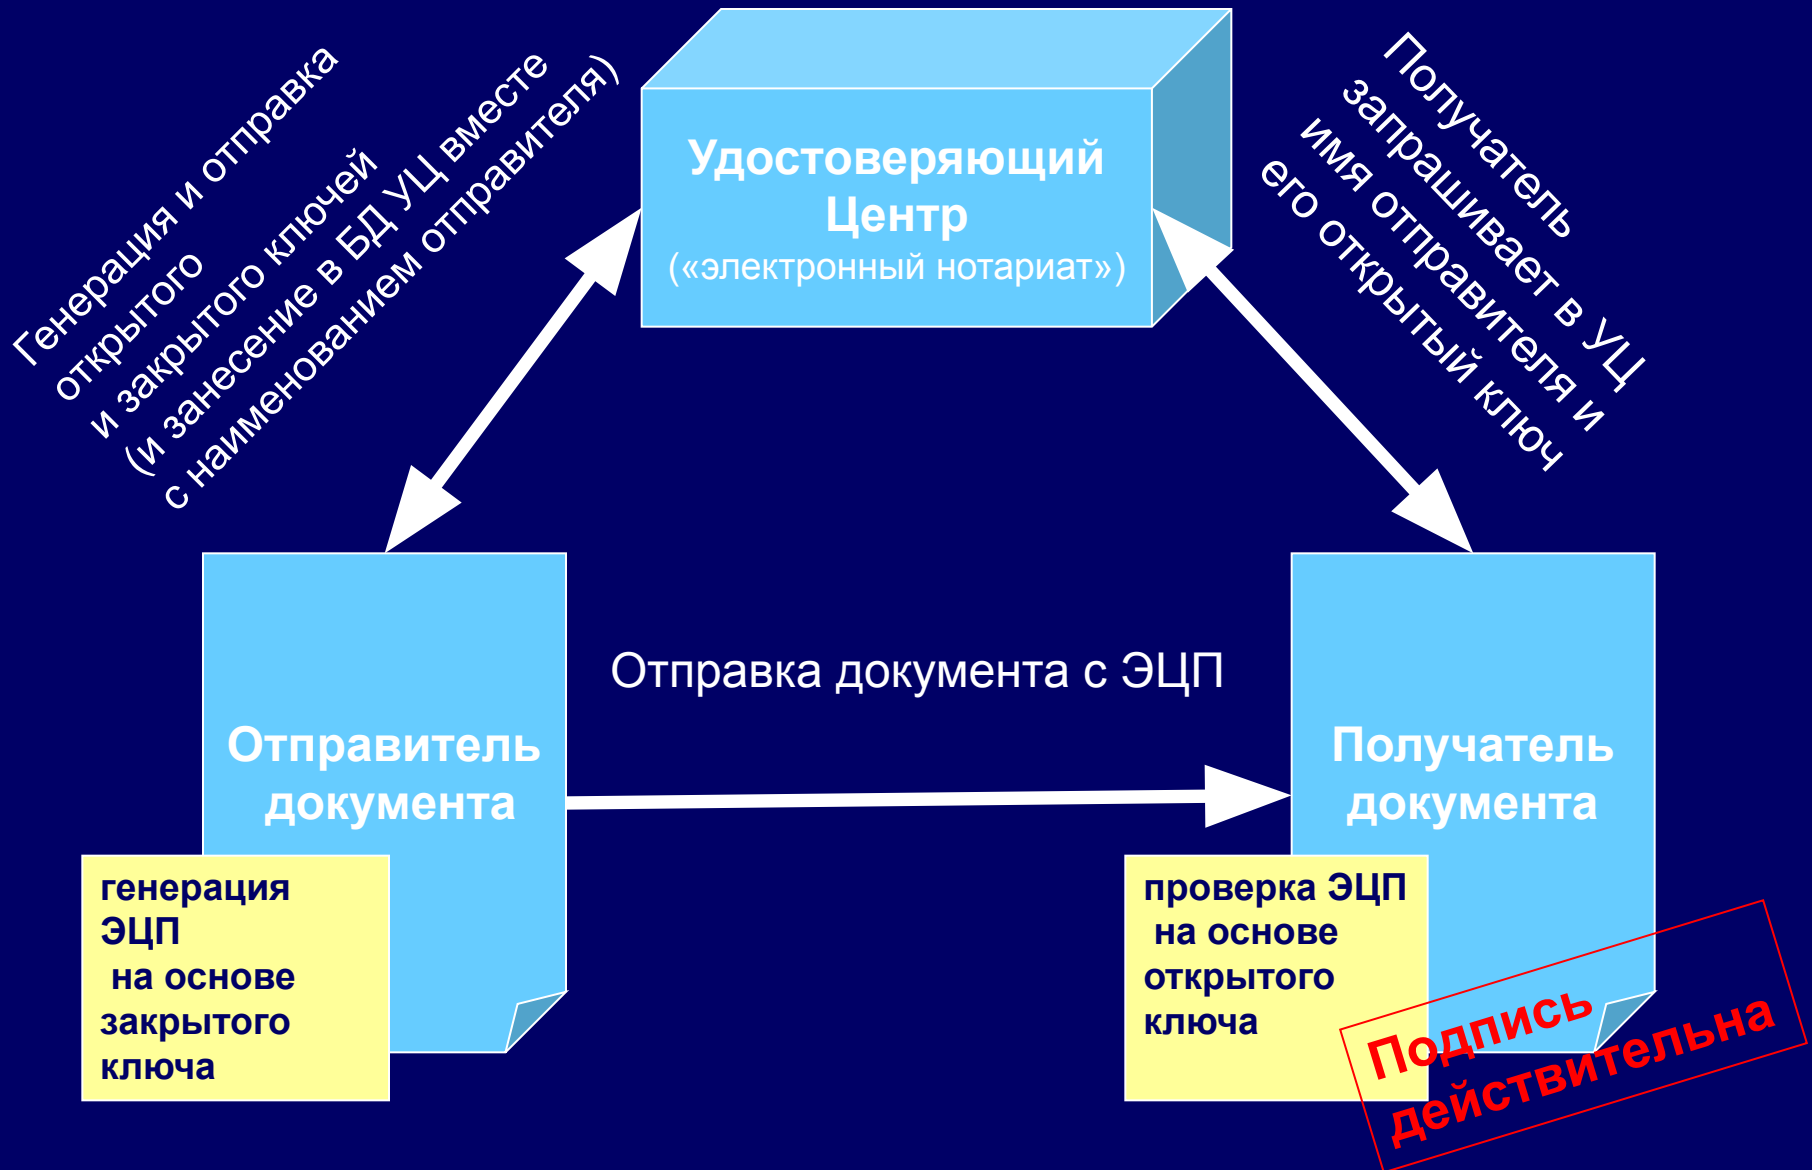 Генерация и отправка
открытого
и закрытого ключей
(и занесение в БД УЦ вместе
с наименованием отправителя)
Удостоверяющий
Центр
(«электронный нотариат»)
Получатель
запрашивает в УЦ
имя отправителя и
его открытый ключ
Отправка документа с ЭЦП
Отправитель
документа
Получатель
документа
генерация
ЭЦП
на основе
закрытого
ключа
проверка ЭЦП
на основе
открытого
ключа
Подпись
действительна